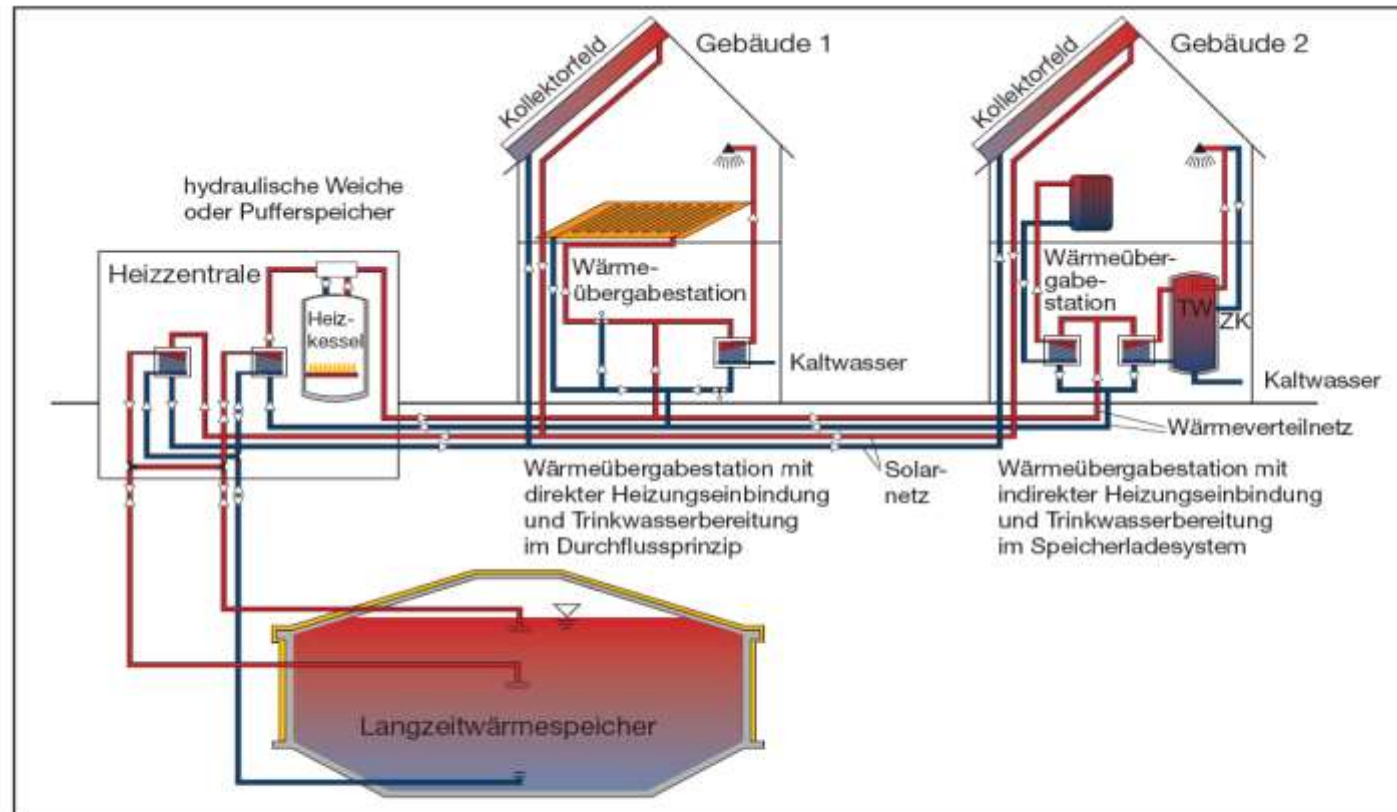 Kollektorfeld
Gebäude 1
Kollektorfeld
Gebäude 2
hydraulische Weiche
oder Pufferspeicher
Heizzentrale
Heiz-
kessel
Wärme-
übergabestation
Kaltwasser
Wärmeüber-
gabe-
station
TW
ZK
Kaltwasser
Wärmeverteilnetz
Solar-
netz
Wärmeübergabestation mit
direkter Heizungseinbindung
und Trinkwasserbereitung
im Durchflussprinzip
Wärmeübergabestation mit
indirekter Heizungseinbindung
und Trinkwasserbereitung
im Speicherladesystem
Langzeitwärmespeicher